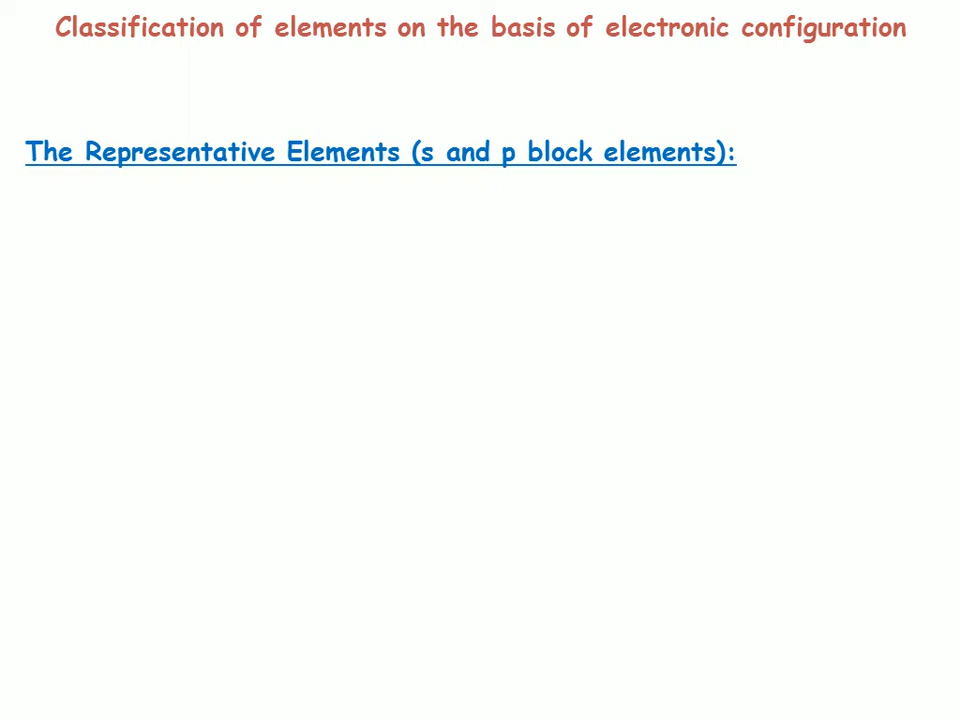 Classification of elements on the basis of electronic configuration
The Representative Elements (s and p block elements):